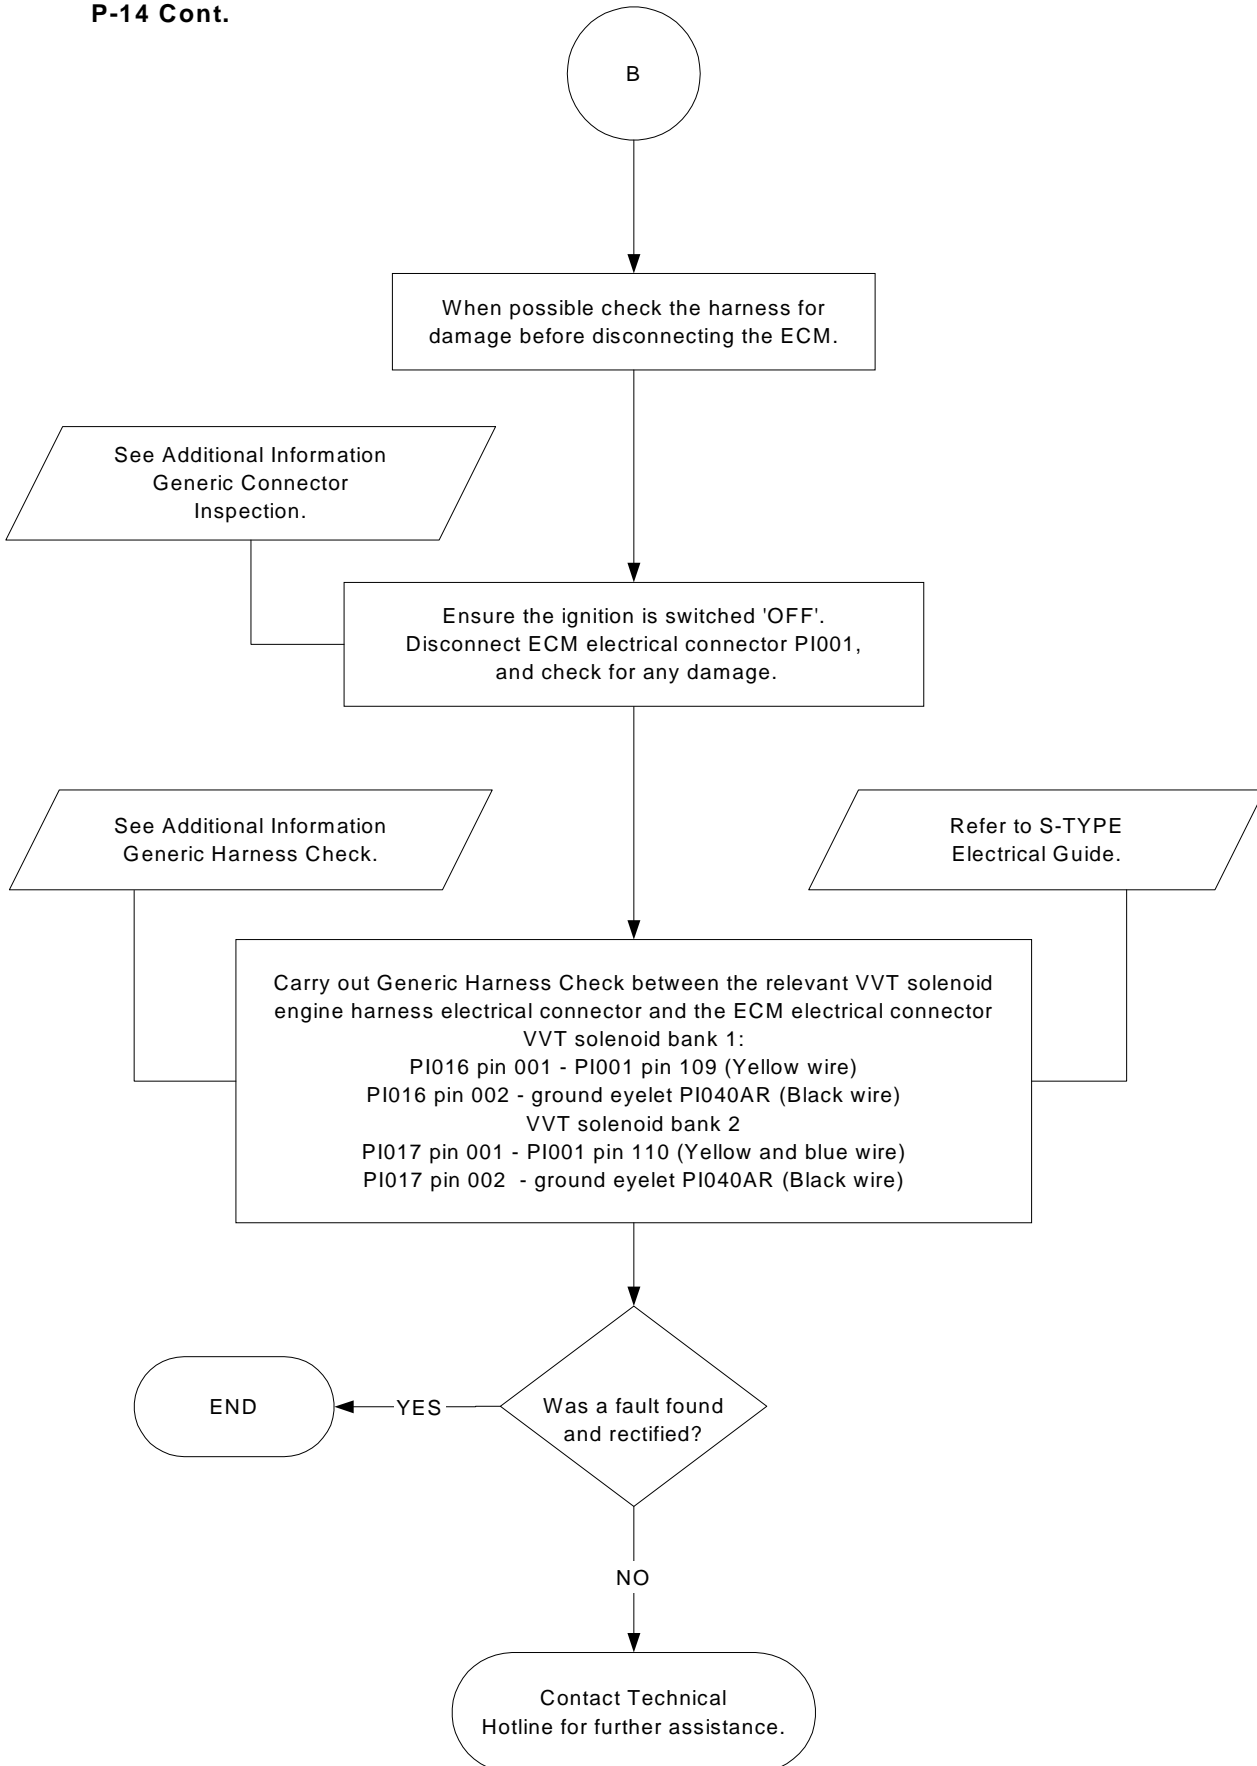 P-14 Cont.
B
When possible check the harness for
damage before disconnecting the ECM.
See Additional Information
Generic Connector
Inspection.
Ensure the ignition is switched 'OFF'.
Disconnect ECM electrical connector PI001,
and check for any damage.
See Additional Information
Generic Harness Check.
Refer to S-TYPE
Electrical Guide.
Carry out Generic Harness Check between the relevant VVT solenoid
engine harness electrical connector and the ECM electrical connector
VVT solenoid bank 1:
PI016 pin 001 - PI001 pin 109 (Yellow wire)
PI016 pin 002 - ground eyelet PI040AR (Black wire)
VVT solenoid bank 2
PI017 pin 001 - PI001 pin 110 (Yellow and blue wire)
PI017 pin 002  - ground eyelet PI040AR (Black wire)
Was a fault found
and rectified?
YES
END
NO
Contact Technical
Hotline for further assistance.